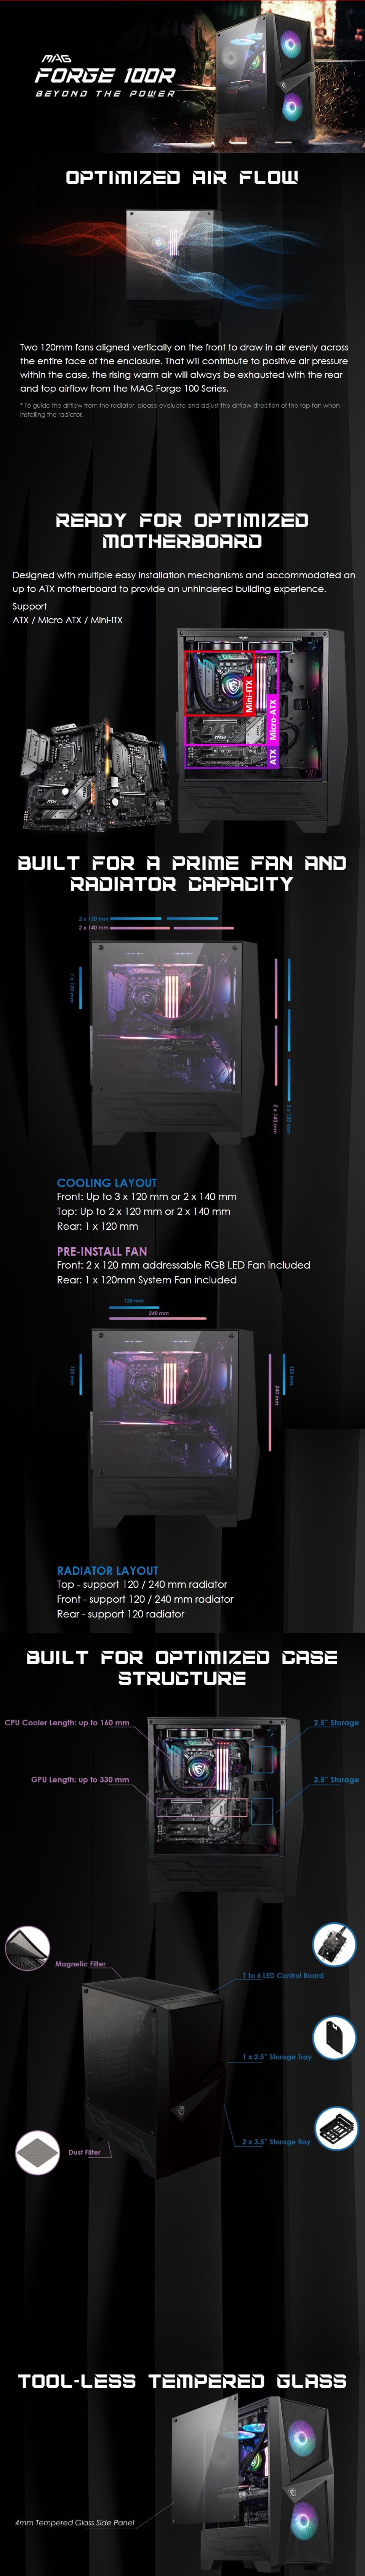 MAG
FORGE 100R
BEYOND THE POWER
OPTIMIZED AIR FLOW
Two 120mm fans aligned vertically on the front to draw in air evenly across
the entire face of the enclosure. That will contribute to positive air pressure
within the case, the rising warm air will always be exhausted with the rear
and top airflow from the MAG Forge 100 Series.
* To guide the airflow from the radiator, please evaluate and adjust the airflow direction of the top fan when
installing the radiator.
READY FOR OPTIMIZED
MOTHERBOARD
Designed with multiple easy installation mechanisms and accommodated an
up to ATX motherboard to provide an unhindered building experience.
Support
ATX / Micro ATX / Mini-ITX
Mini-ITX
Micro-ATX
ATX
BUILT FOR A PRIME FAN AND
RADIATOR CAPACITY
2 x 120 mm
2 x 140 mm
1 x 120 mm
2 x 140 mm
3 x 120 mm
COOLING LAYOUT
Front: Up to 3 x 120 mm or 2 x 140 mm
Top: Up to 2 x 120 mm or 2 x 140 mm
Rear: 1 x 120 mm
PRE-INSTALL FAN
Front: 2 x 120 mm addressable RGB LED Fan included
Rear: 1 x 120mm System Fan included
120 mm
240 mm
120 mm
240 mm
120 mm
RADIATOR LAYOUT
Top - support 120 / 240 mm radiator
Front - support 120 / 240 mm radiator
Rear - support 120 radiator
BUILT FOR OPTIMIZED CASE
STRUCTURE
CPU Cooler Length: up to 160 mm
2.5" Storage
GPU Length: up to 330 mm
2.5" Storage
Magnetic Filter
1 to 6 LED Control Board
1 x 2.5" Storage Tray
2 x 3.5" Storage Bay
Dust Filter
TOOL-LESS TEMPERED GLASS
4mm Tempered Glass Side Panel